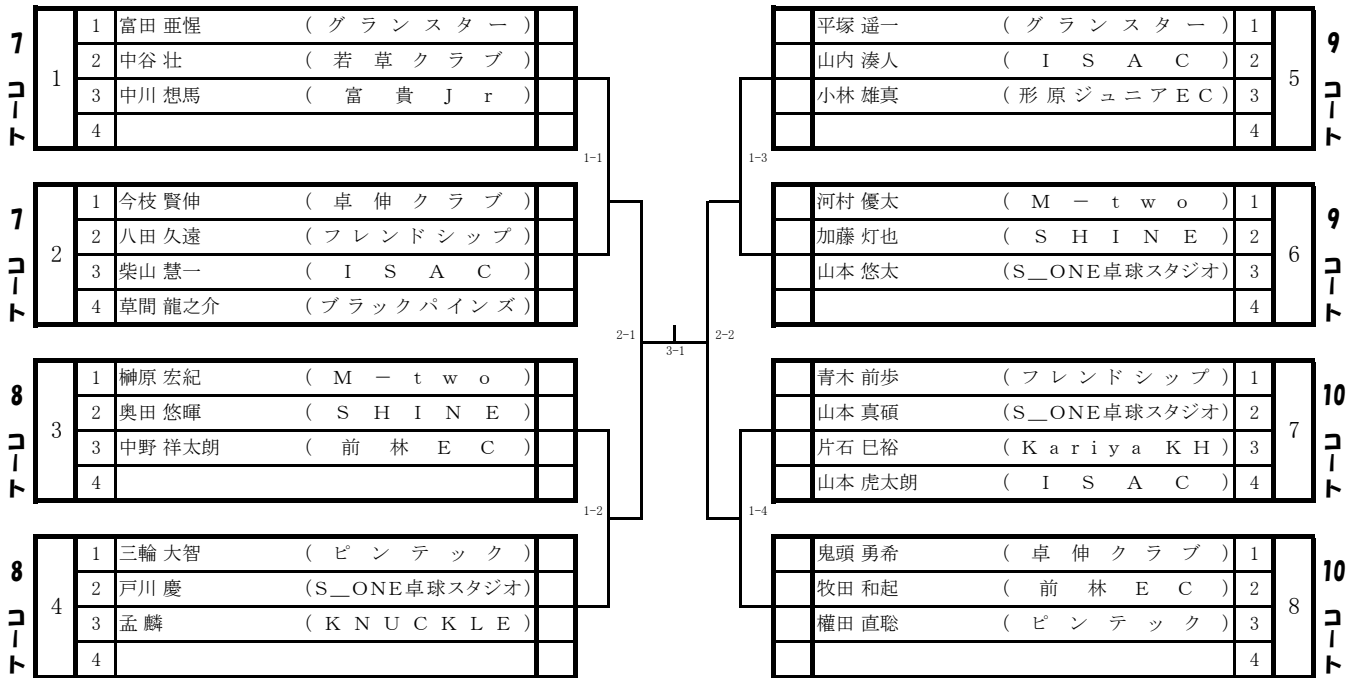 7コート
1
1 富田 亜惺 (グランスター)
2 中谷 壮 (若草クラブ)
3 中川 想馬 (富貴Jr)
4
7コート
2
1 今枝 賢伸 (卓伸クラブ)
2 八田 久遠 (フレンドシップ)
3 柴山 慧一 (ISAC)
4 草間 龍之介 (ブラックパインズ)
8コート
3
1 榊原 宏紀 (M－two)
2 奥田 悠暉 (SHINE)
3 中野 祥太朗 (前林EC)
4
8コート
4
1 三輪 大智 (ピンテック)
2 戸川 慶 (S__ONE卓球スタジオ)
3 孟 麟 (KNUCKLE)
4
1-1
1-2
2-1
3-1
2-2
1-3
1-4
平塚 遥一 (グランスター) 1
山内 湊人 (ISAC) 2
小林 雄真 (形原ジュニアEC) 3
4
5
9コート
河村 優太 (M－two) 1
加藤 灯也 (SHINE) 2
山本 悠太 (S__ONE卓球スタジオ) 3
4
6
9コート
青木 前歩 (フレンドシップ) 1
山本 真碩 (S__ONE卓球スタジオ) 2
片石 巳裕 (Kariya KH) 3
山本 虎太朗 (ISAC) 4
7
10コート
鬼頭 勇希 (卓伸クラブ) 1
牧田 和起 (前林EC) 2
權田 直聡 (ピンテック) 3
4
8
10コート